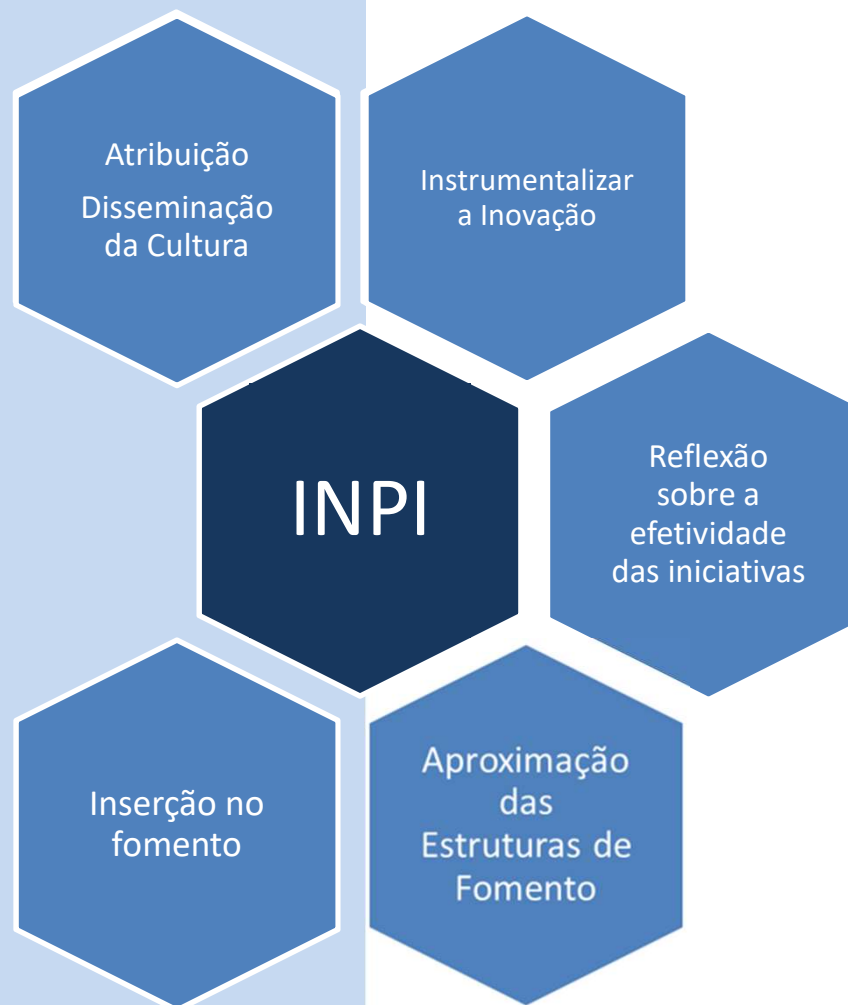 Atribuição
Disseminação
da Cultura
Instrumentalizar
a Inovação
INPI
Reflexão
sobre a
efetividade
das iniciativas
Inserção no
fomento
Aproximação
das
Estruturas de
Fomento